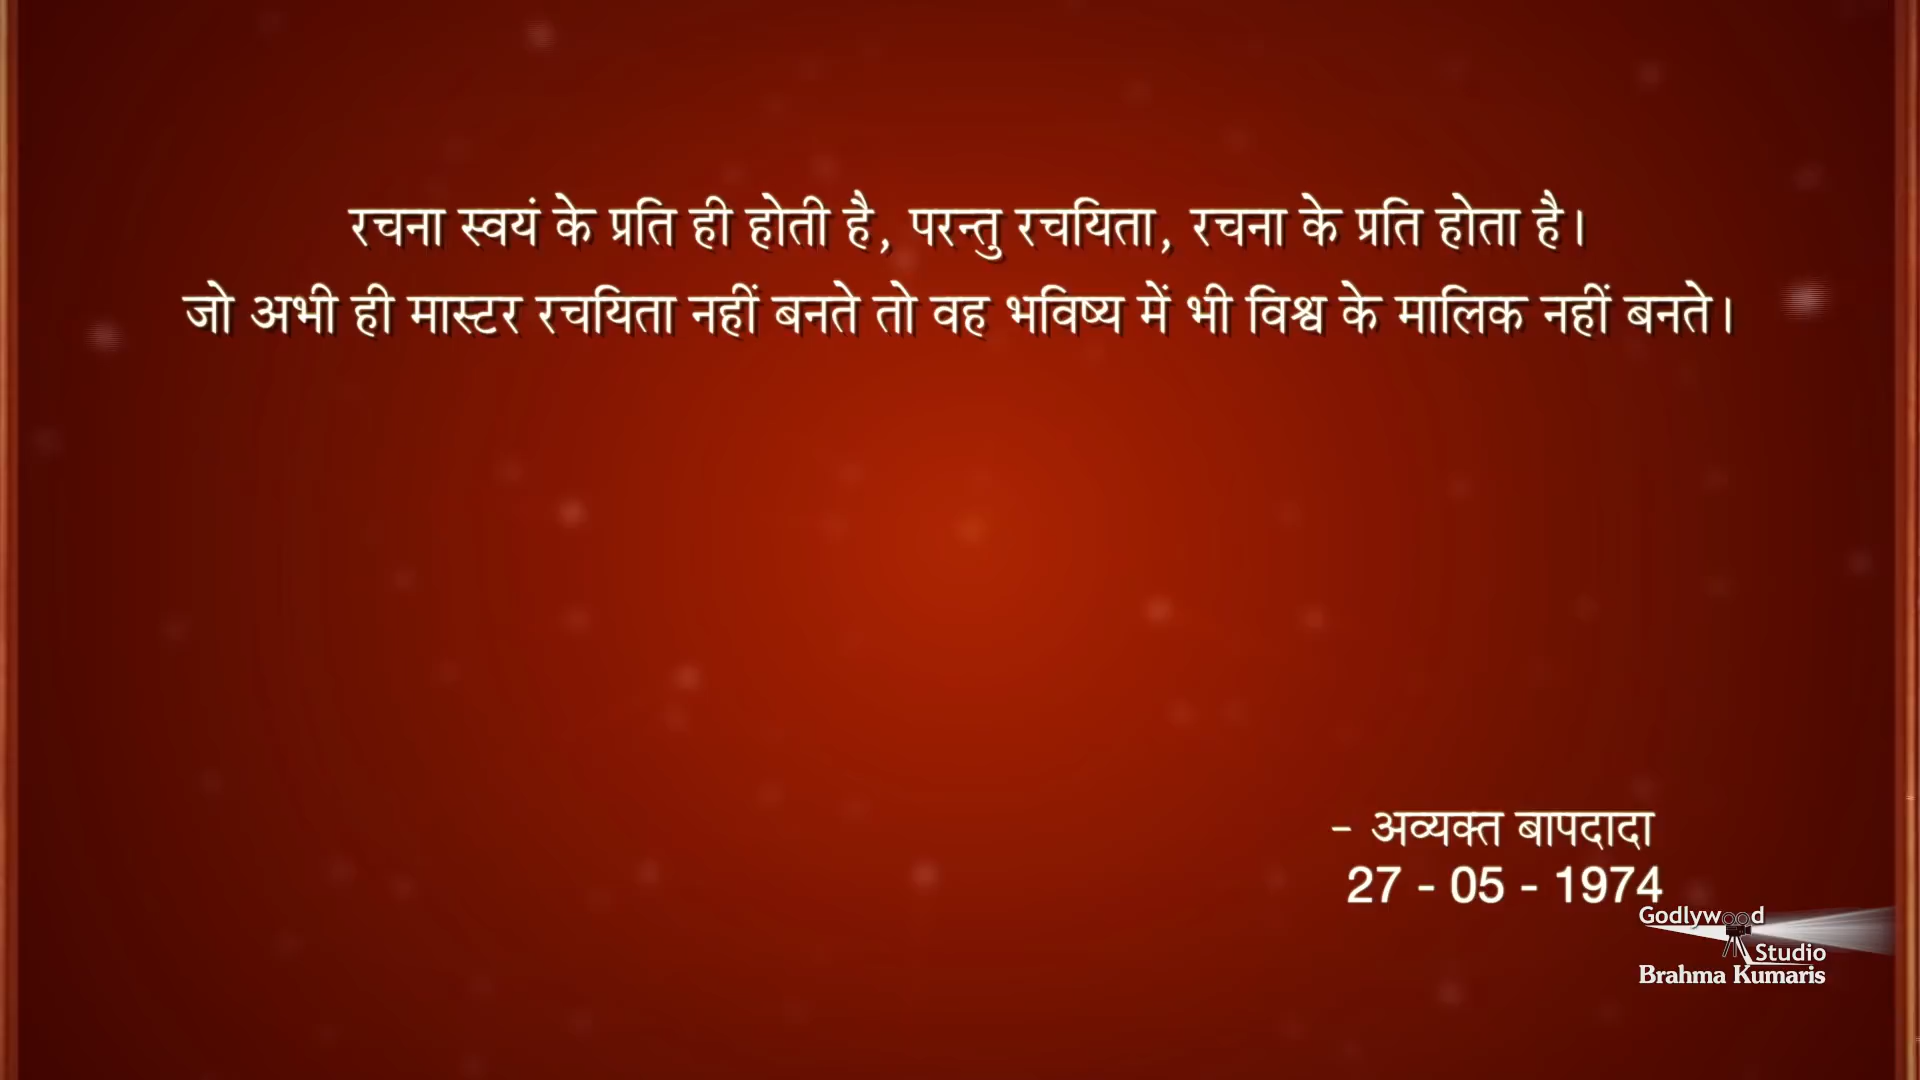 रचना स्वयं के प्रति ही होती है, परन्तु रचयिता, रचना के प्रति होता है।
जो अभी ही मास्टर रचयिता नहीं बनते तो वह भविष्य में भी विश्व के मालिक नहीं बनते।
- अव्यक्त बापदादा
27 - 05 - 1974
Godlywood
Studio
Brahma Kumaris